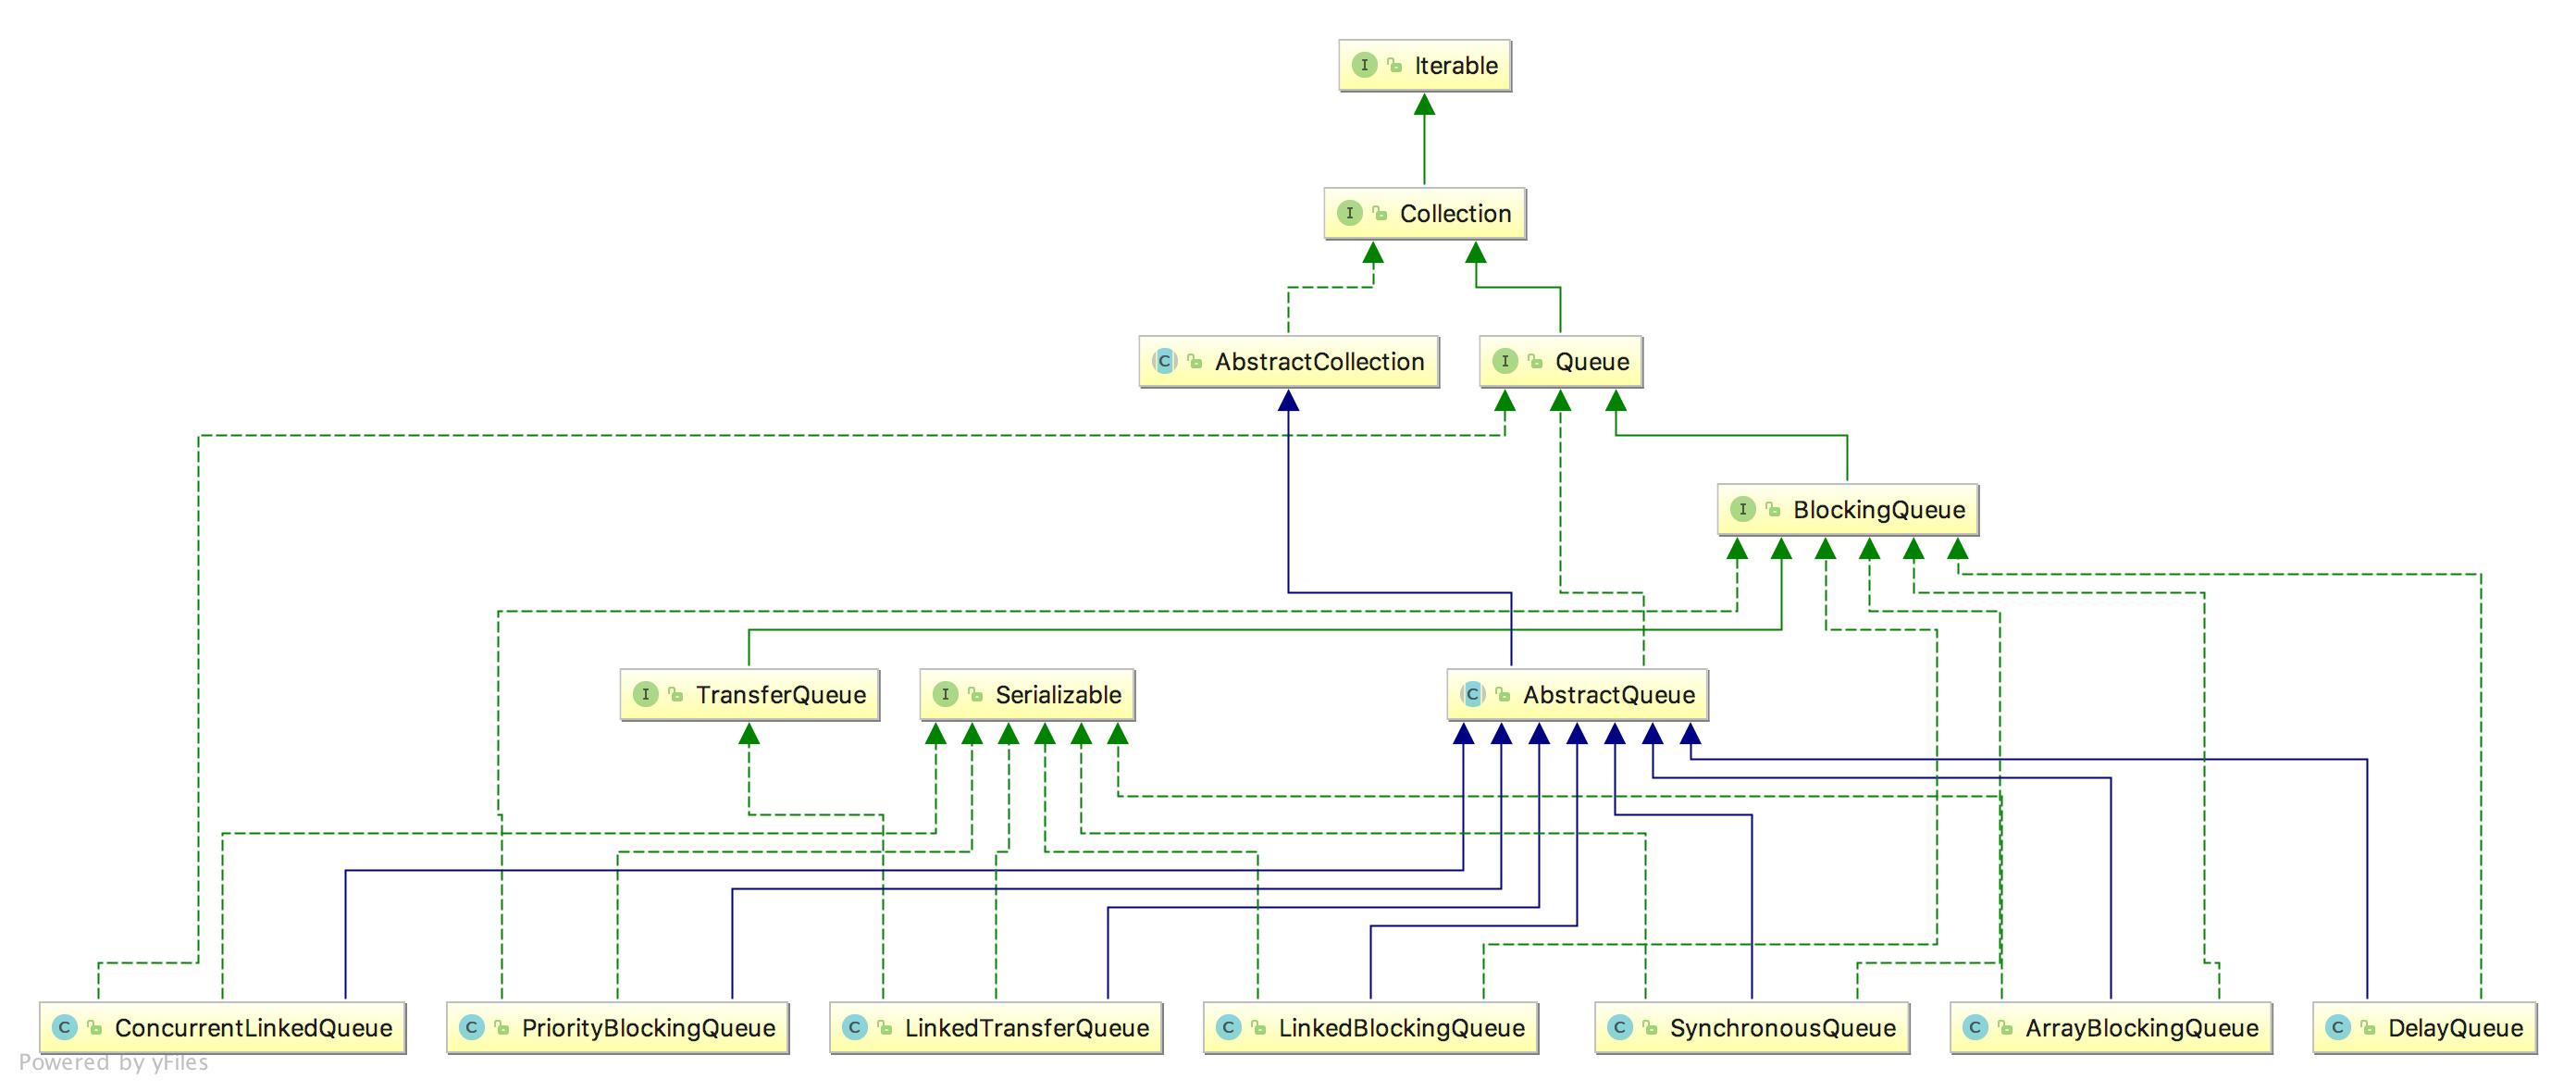 I Iterable
I Collection
C AbstractCollection
I Queue
I BlockingQueue
I TransferQueue
I Serializable
C AbstractQueue
C ConcurrentLinkedQueue
C PriorityBlockingQueue
C LinkedTransferQueue
C LinkedBlockingQueue
C SynchronousQueue
C ArrayBlockingQueue
C DelayQueue
Powered by yFiles